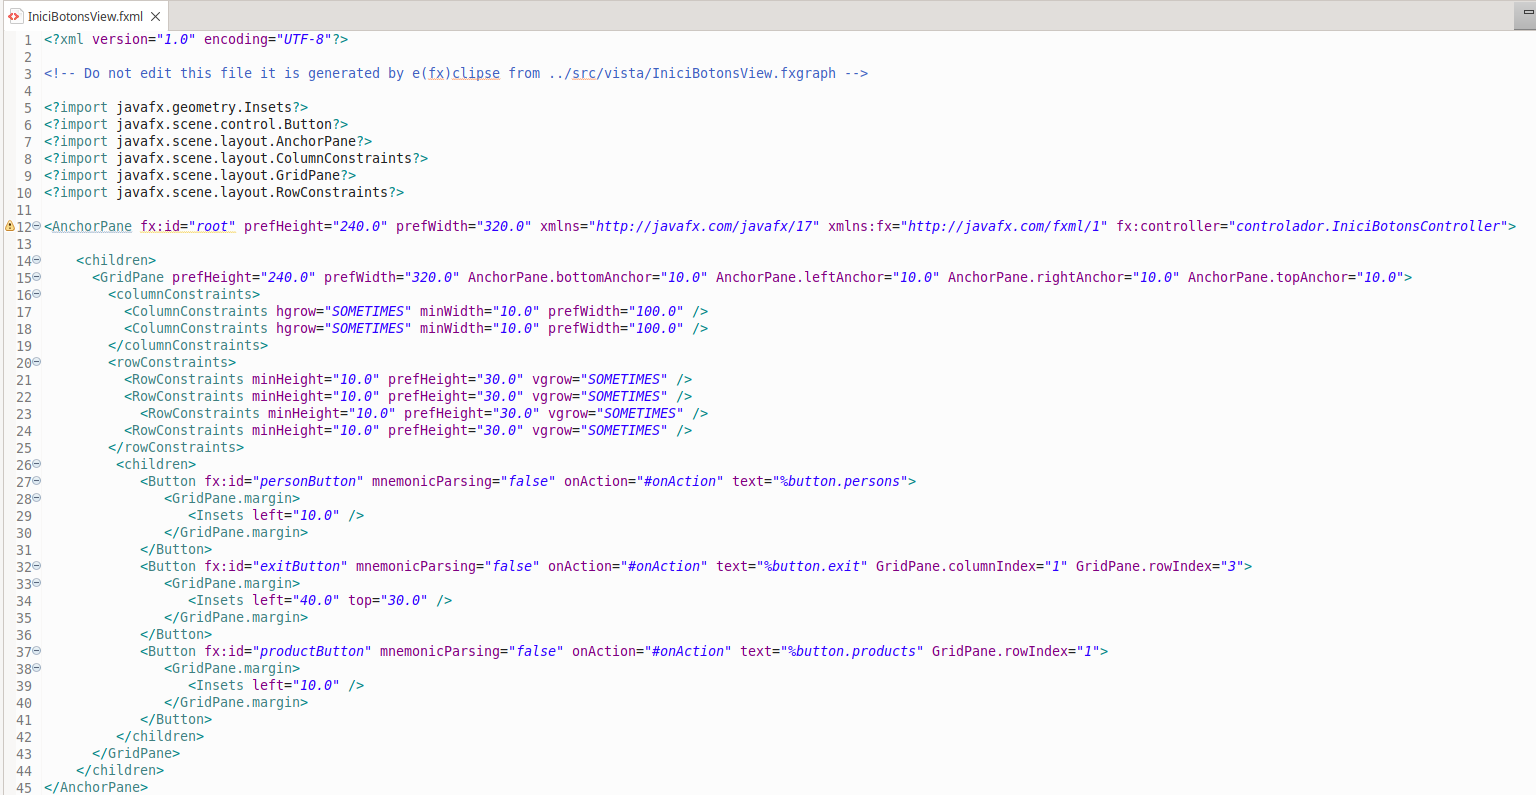 IniciBotonsView.fxml
1 <?xml version="1.0" encoding="UTF-8"?>
2
3 <!-- Do not edit this file it is generated by e(fx)clipse from ../src/vista/IniciBotonsView.fxgraph -->
4
5 <?import javafx.geometry.Insets?>
6 <?import javafx.scene.control.Button?>
7 <?import javafx.scene.layout.AnchorPane?>
8 <?import javafx.scene.layout.ColumnConstraints?>
9 <?import javafx.scene.layout.GridPane?>
10 <?import javafx.scene.layout.RowConstraints?>
11
12 <AnchorPane fx:id="root" prefHeight="240.0" prefWidth="320.0" xmlns="http://javafx.com/javafx/17" xmlns:fx="http://javafx.com/fxml/1" fx:controller="controlador.IniciBotonsController">
13
14     <children>
15       <GridPane prefHeight="240.0" prefWidth="320.0" AnchorPane.bottomAnchor="10.0" AnchorPane.leftAnchor="10.0" AnchorPane.rightAnchor="10.0" AnchorPane.topAnchor="10.0">
16         <columnConstraints>
17           <ColumnConstraints hgrow="SOMETIMES" minWidth="10.0" prefWidth="100.0" />
18           <ColumnConstraints hgrow="SOMETIMES" minWidth="10.0" prefWidth="100.0" />
19         </columnConstraints>
20         <rowConstraints>
21           <RowConstraints minHeight="10.0" prefHeight="30.0" vgrow="SOMETIMES" />
22           <RowConstraints minHeight="10.0" prefHeight="30.0" vgrow="SOMETIMES" />
23             <RowConstraints minHeight="10.0" prefHeight="30.0" vgrow="SOMETIMES" />
24           <RowConstraints minHeight="10.0" prefHeight="30.0" vgrow="SOMETIMES" />
25         </rowConstraints>
26          <children>
27             <Button fx:id="personButton" mnemonicParsing="false" onAction="#onAction" text="%button.persons">
28                <GridPane.margin>
29                   <Insets left="10.0" />
30                </GridPane.margin>
31             </Button>
32             <Button fx:id="exitButton" mnemonicParsing="false" onAction="#onAction" text="%button.exit" GridPane.columnIndex="1" GridPane.rowIndex="3">
33                <GridPane.margin>
34                   <Insets left="40.0" top="30.0" />
35                </GridPane.margin>
36             </Button>
37             <Button fx:id="productButton" mnemonicParsing="false" onAction="#onAction" text="%button.products" GridPane.rowIndex="1">
38                <GridPane.margin>
39                   <Insets left="10.0" />
40                </GridPane.margin>
41             </Button>
42          </children>
43       </GridPane>
44     </children>
45 </AnchorPane>